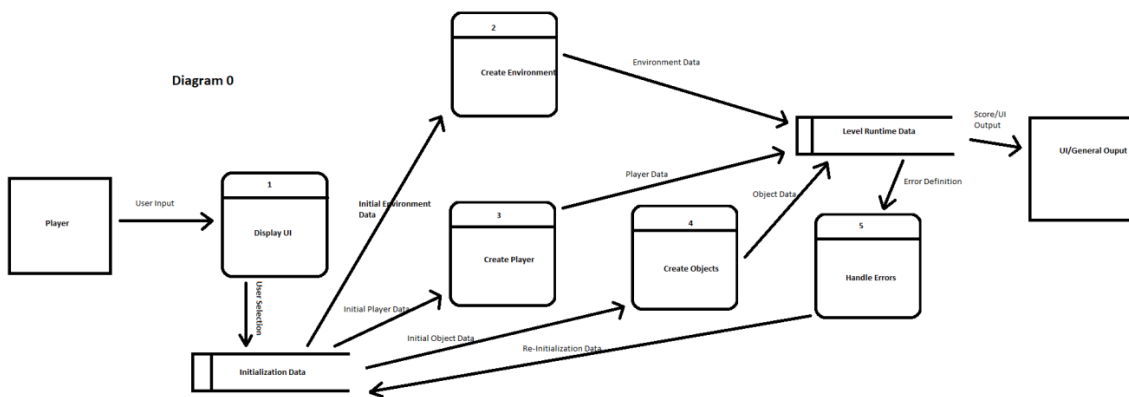 2
Create Environment
Environment Data
Diagram 0
Score/UI
Output
Level Runtime Data
UI/General Ouput
1
User Input
Player
Display UI
Initial Environment
Data
Player Data
Object Data
Error Definition
3
4
5
Create Player
Create Objects
Handle Errors
User Selection
Initial Player Data
Initial Object Data
Re-Initialization Data
Initialization Data